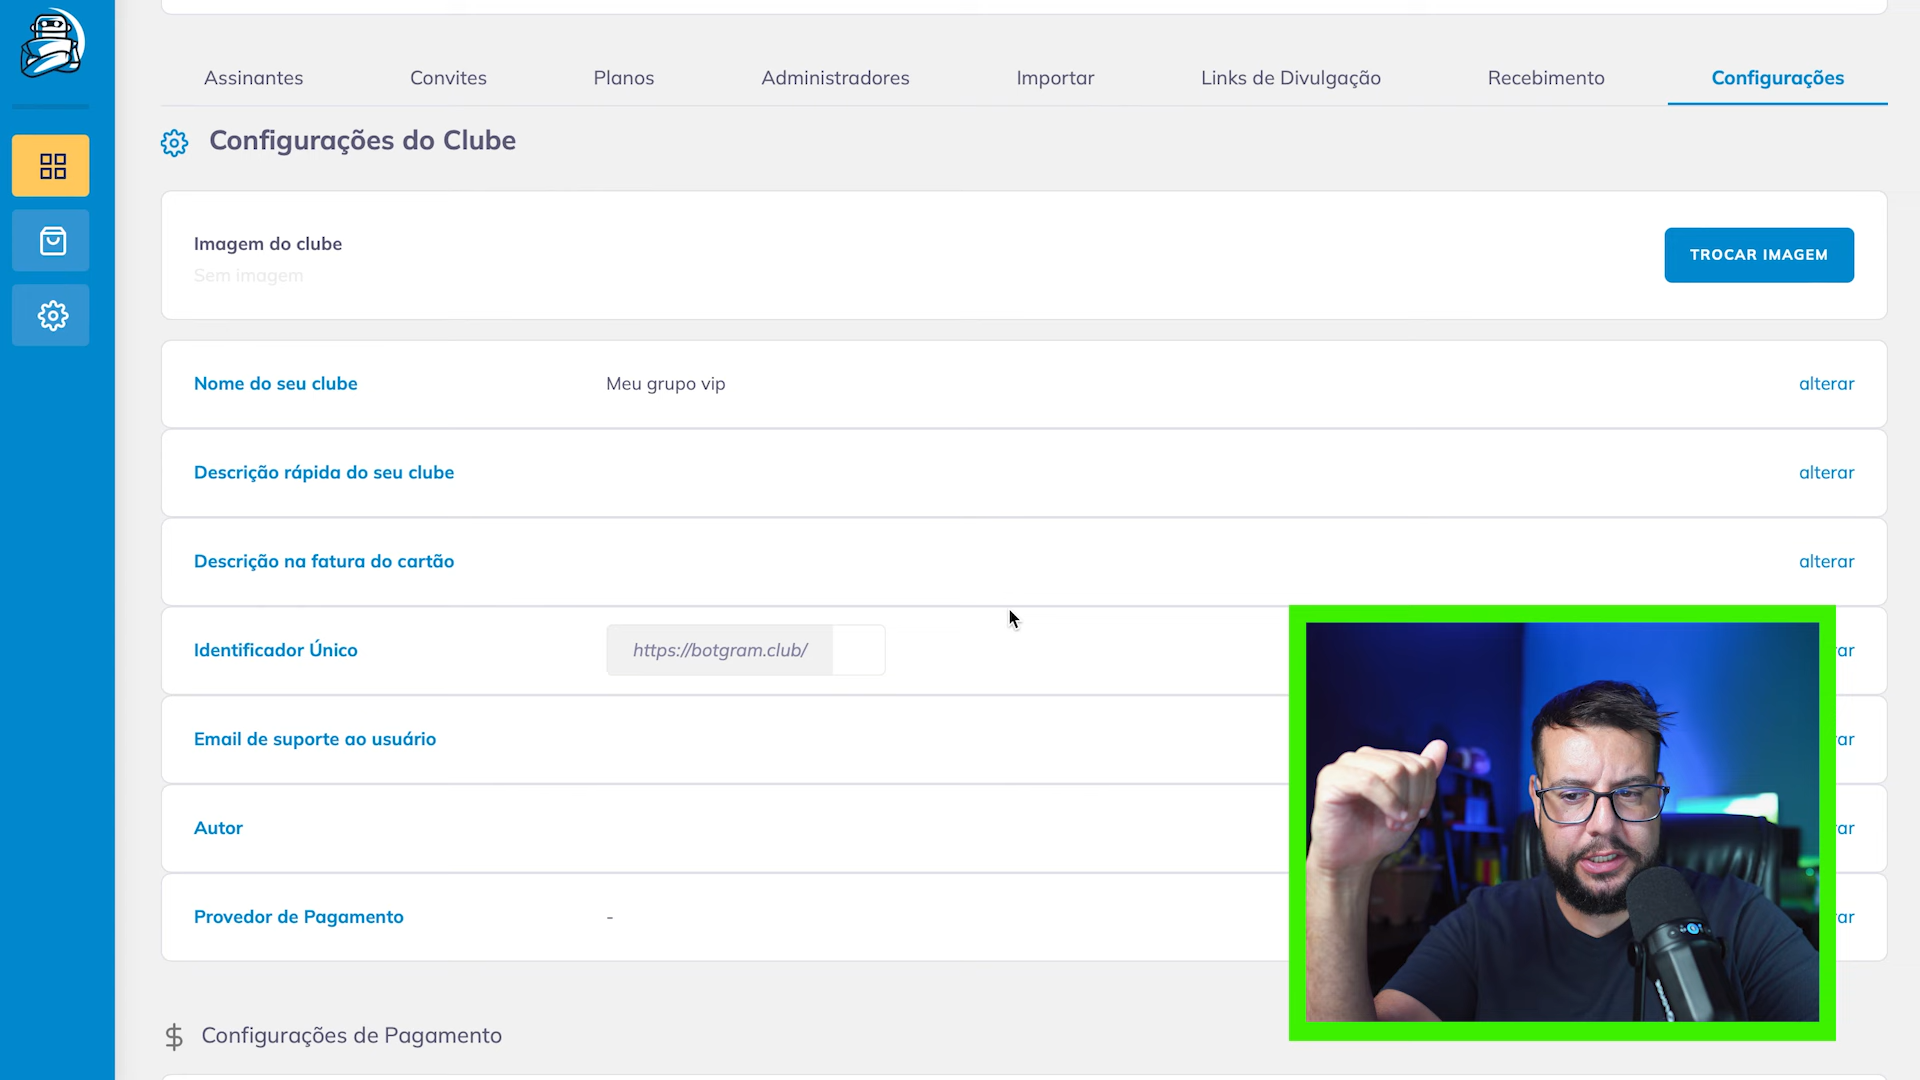 Assinantes Convites Planos Administradores Importar Links de Divulgação Recebimento Configurações
Configurações do Clube
Imagem do clube
Sem imagem
TROCAR IMAGEM
Nome do seu clube Meu grupo vip alterar
Descrição rápida do seu clube alterar
Descrição na fatura do cartão alterar
Identificador Único https://botgram.club/ ar
Email de suporte ao usuário ar
Autor ar
Provedor de Pagamento - ar
Configurações de Pagamento